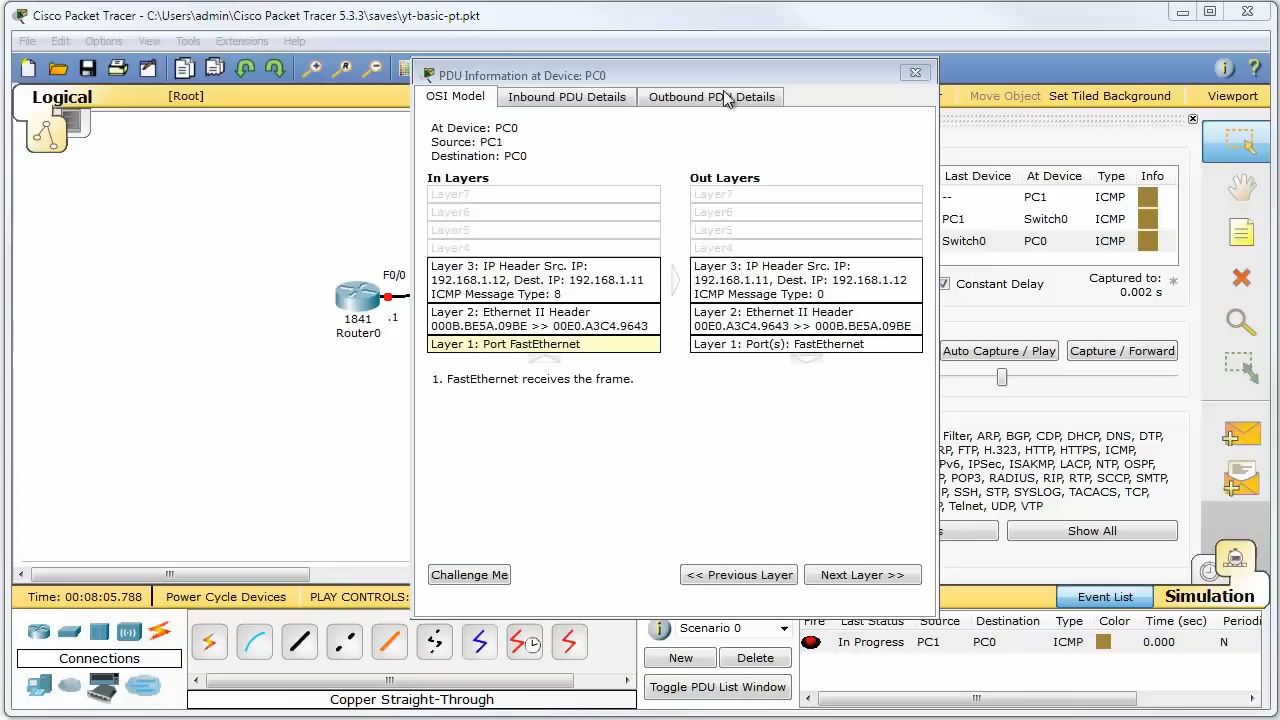 Cisco Packet Tracer - C:\Users\admin\Cisco Packet Tracer 5.3.3\saves\yt-basic-pt.pkt
File Edit Options View Tools Extensions Help
Logical [Root] Move Object Set Tiled Background Viewport
PDU Information at Device: PC0
OSI Model Inbound PDU Details Outbound PDU Details
At Device: PC0
Source: PC1
Destination: PC0
In Layers Out Layers
Layer7 Layer7
Layer6 Layer6
Layer5 Layer5
Layer4 Layer4
Layer 3: IP Header Src. IP:
192.168.1.12, Dest. IP: 192.168.1.11
ICMP Message Type: 8
Layer 3: IP Header Src. IP:
192.168.1.11, Dest. IP: 192.168.1.12
ICMP Message Type: 0
Layer 2: Ethernet II Header
000B.BE5A.09BE >> 00E0.A3C4.9643
Layer 2: Ethernet II Header
00E0.A3C4.9643 >> 000B.BE5A.09BE
Layer 1: Port FastEthernet
Layer 1: Port(s): FastEthernet
1. FastEthernet receives the frame.
Challenge Me << Previous Layer Next Layer >>
F0/0
.1
1841
Router0
Last Device At Device Type Info
-- PC1 ICMP
PC1 Switch0 ICMP
Switch0 PC0 ICMP
Constant Delay Captured to: *
0.002 s
Auto Capture / Play Capture / Forward
Filter, ARP, BGP, CDP, DHCP, DNS, DTP,
RP, FTP, H.323, HTTP, HTTPS, ICMP,
Pv6, IPSec, ISAKMP, LACP, NTP, OSPF,
POP3, RADIUS, RIP, RTP, SCCP, SMTP,
, SSH, STP, SYSLOG, TACACS, TCP,
, Telnet, UDP, VTP
s Show All
Time: 00:08:05.788 Power Cycle Devices PLAY CONTROLS: Event List Simulation
Connections
Copper Straight-Through
Scenario 0
New Delete
Toggle PDU List Window
Fire Last Status Source Destination Type Color Time (sec) Periodi
In Progress PC1 PC0 ICMP 0.000 N